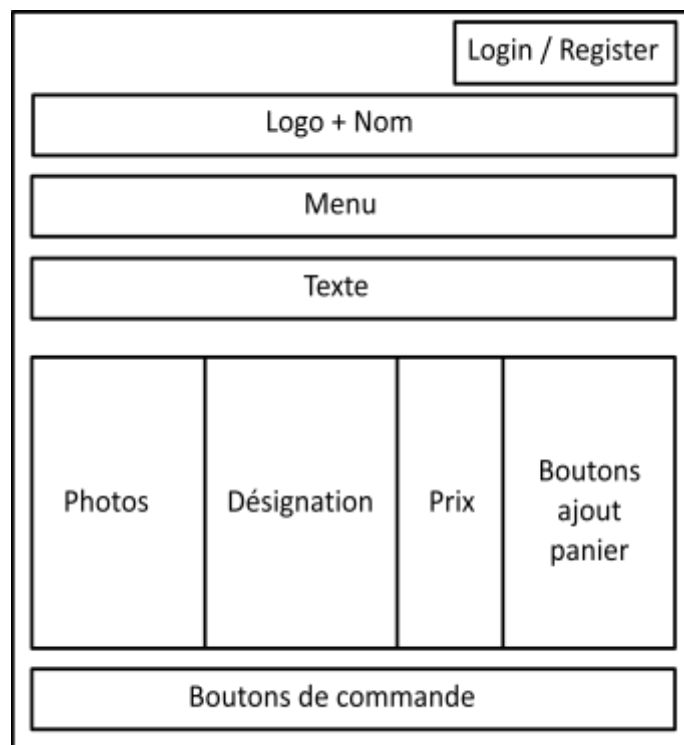 Login / Register
Logo + Nom
Menu
Texte
Photos
Désignation
Prix
Boutons
ajout
panier
Boutons de commande